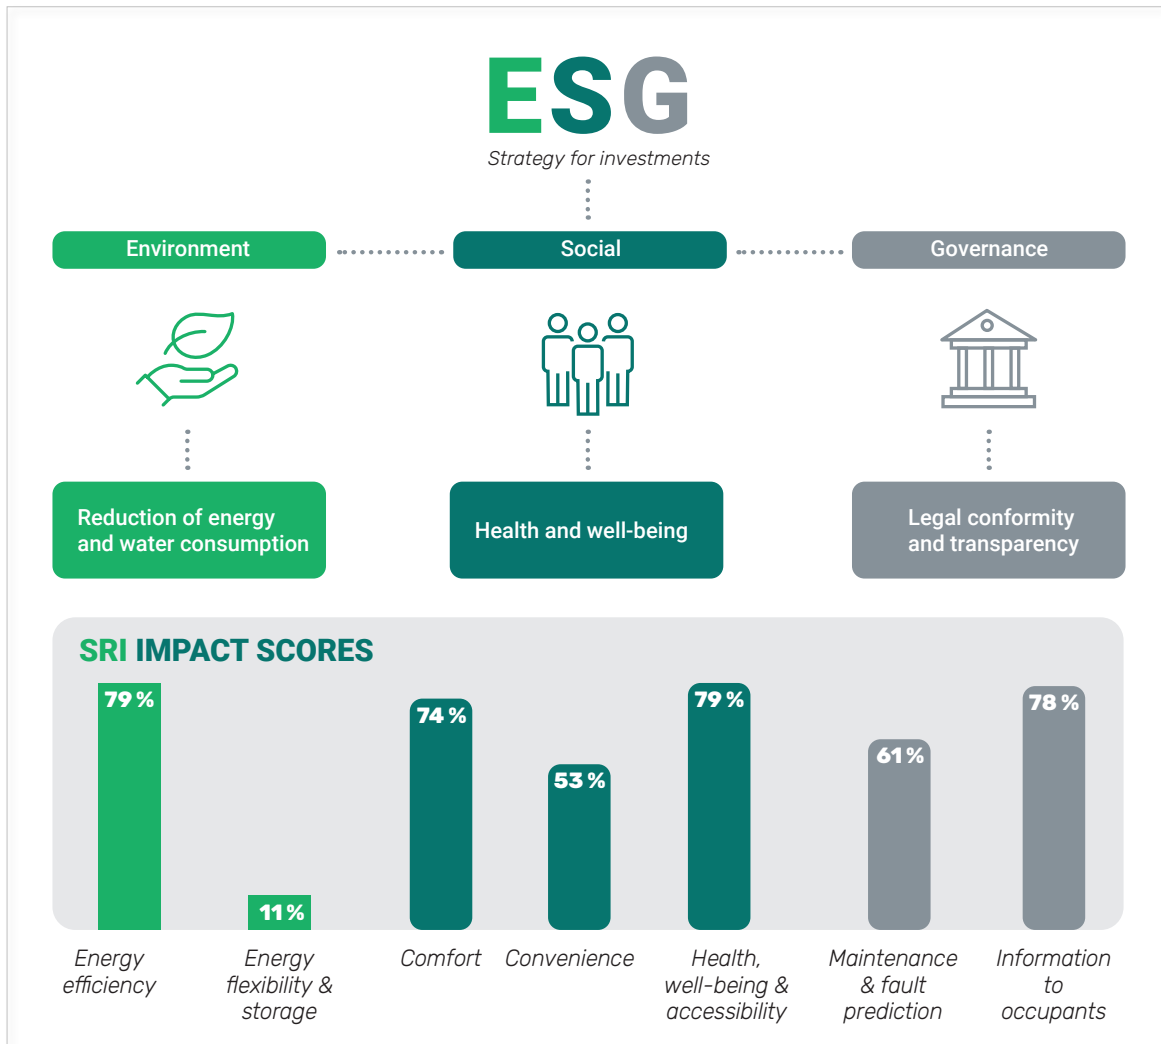 ESG
Strategy for investments
Environment
Social
Governance
Reduction of energy
and water consumption
Health and well-being
Legal conformity
and transparency
SRI IMPACT SCORES
79 %
11 %
74 %
53 %
79 %
61 %
78 %
Energy
efficiency
Energy
flexibility &
storage
Comfort
Convenience
Health,
well-being &
accessibility
Maintenance
& fault
prediction
Information
to
occupants